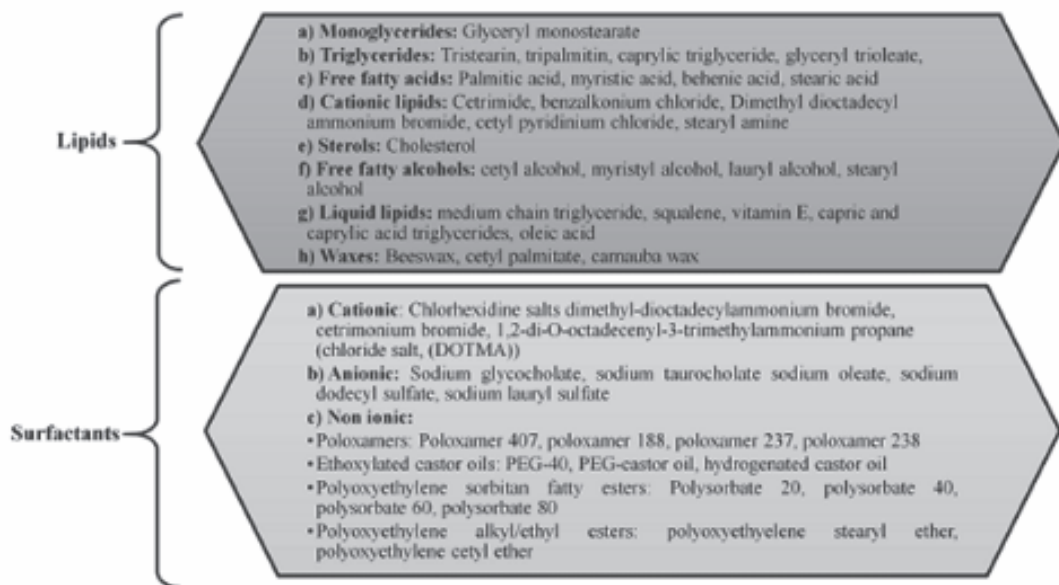 Lipids
a) Monoglycerides: Glyceryl monostearate
b) Triglycerides: Tristearin, tripalmitin, caprylic triglyceride, glyceryl trioleate,
c) Free fatty acids: Palmitic acid, myristic acid, behenic acid, stearic acid
d) Cationic lipids: Cetrimide, benzalkonium chloride, Dimethyl dioctadecyl
ammonium bromide, cetyl pyridinium chloride, stearyl amine
e) Sterols: Cholesterol
f) Free fatty alcohols: cetyl alcohol, myristyl alcohol, lauryl alcohol, stearyl
alcohol
g) Liquid lipids: medium chain triglyceride, squalene, vitamin E, capric and
caprylic acid triglycerides, oleic acid
h) Waxes: Beeswax, cetyl palmitate, carnauba wax
Surfactants
a) Cationic: Chlorhexidine salts dimethyl-dioctadecylammonium bromide,
cetrimonium bromide, 1,2-di-O-octadecenyl-3-trimethylammonium propane
(chloride salt, (DOTMA))
b) Anionic: Sodium glycocholate, sodium taurocholate sodium oleate, sodium
dodecyl sulfate, sodium lauryl sulfate
c) Non ionic:
•Poloxamers: Poloxamer 407, poloxamer 188, poloxamer 237, poloxamer 238
•Ethoxylated castor oils: PEG-40, PEG-castor oil, hydrogenated castor oil
•Polyoxyethylene sorbitan fatty esters: Polysorbate 20, polysorbate 40,
polysorbate 60, polysorbate 80
•Polyoxyethylene alkyl/ethyl esters: polyoxyethyelene stearyl ether,
polyoxyethylene cetyl ether